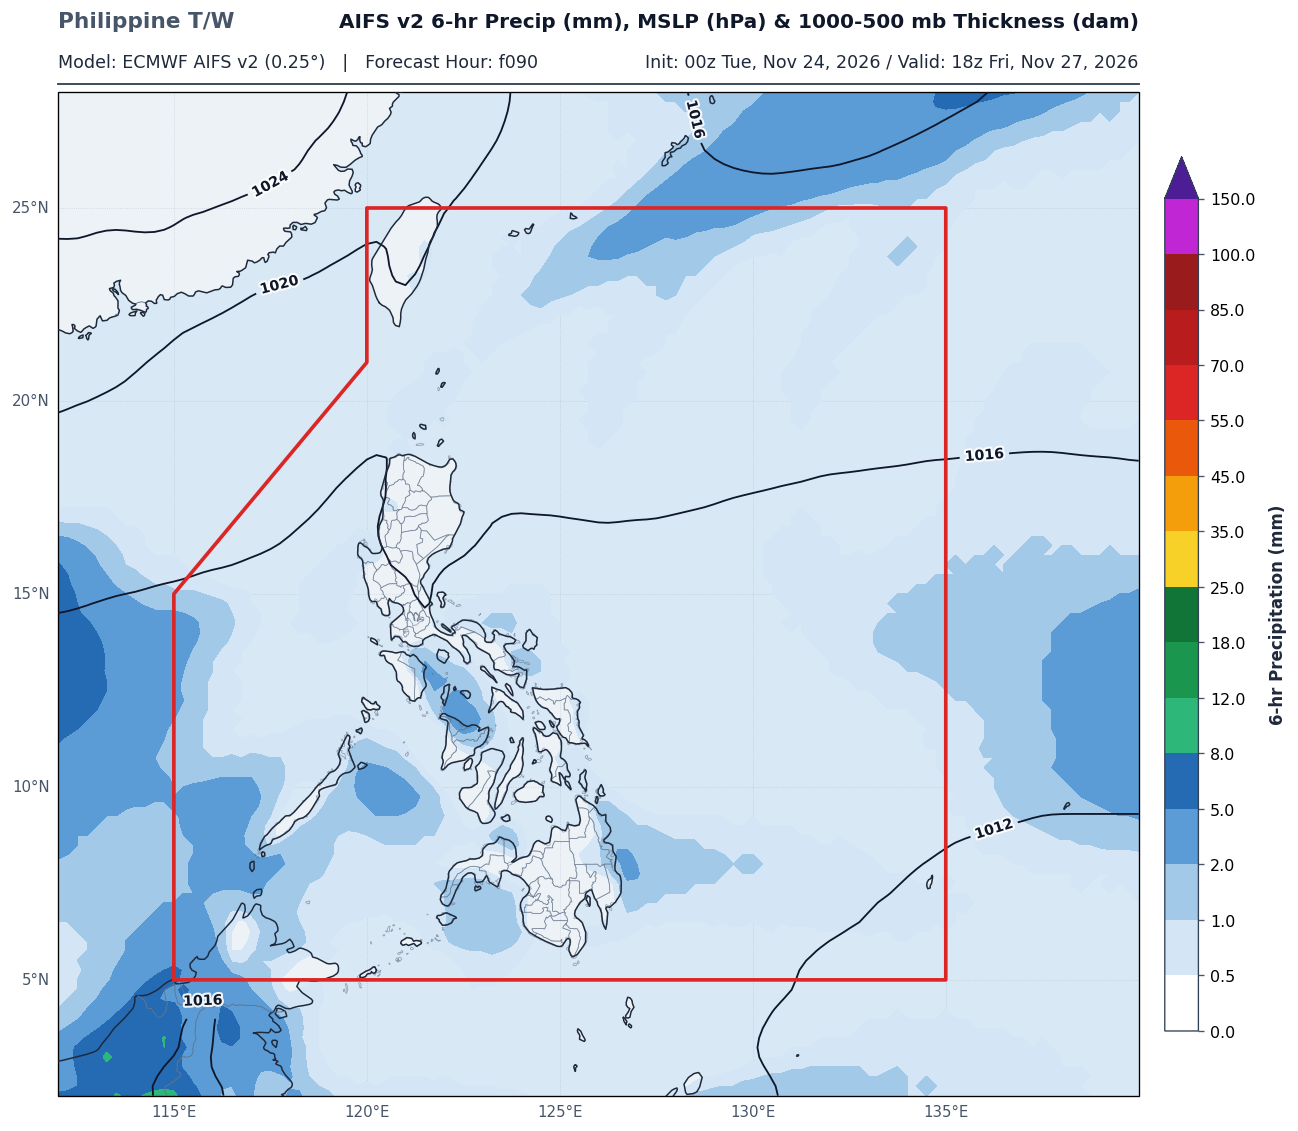 Philippine T/W
AIFS v2 6-hr Precip (mm), MSLP (hPa) & 1000-500 mb Thickness (dam)
Model: ECMWF AIFS v2 (0.25°)   |   Forecast Hour: f090
Init: 00z Tue, Nov 24, 2026 / Valid: 18z Fri, Nov 27, 2026
1016
1024
1020
1016
1012
1016
25°N
20°N
15°N
10°N
5°N
115°E
120°E
125°E
130°E
135°E
150.0
100.0
85.0
70.0
55.0
45.0
35.0
25.0
18.0
12.0
8.0
5.0
2.0
1.0
0.5
0.0
6-hr Precipitation (mm)